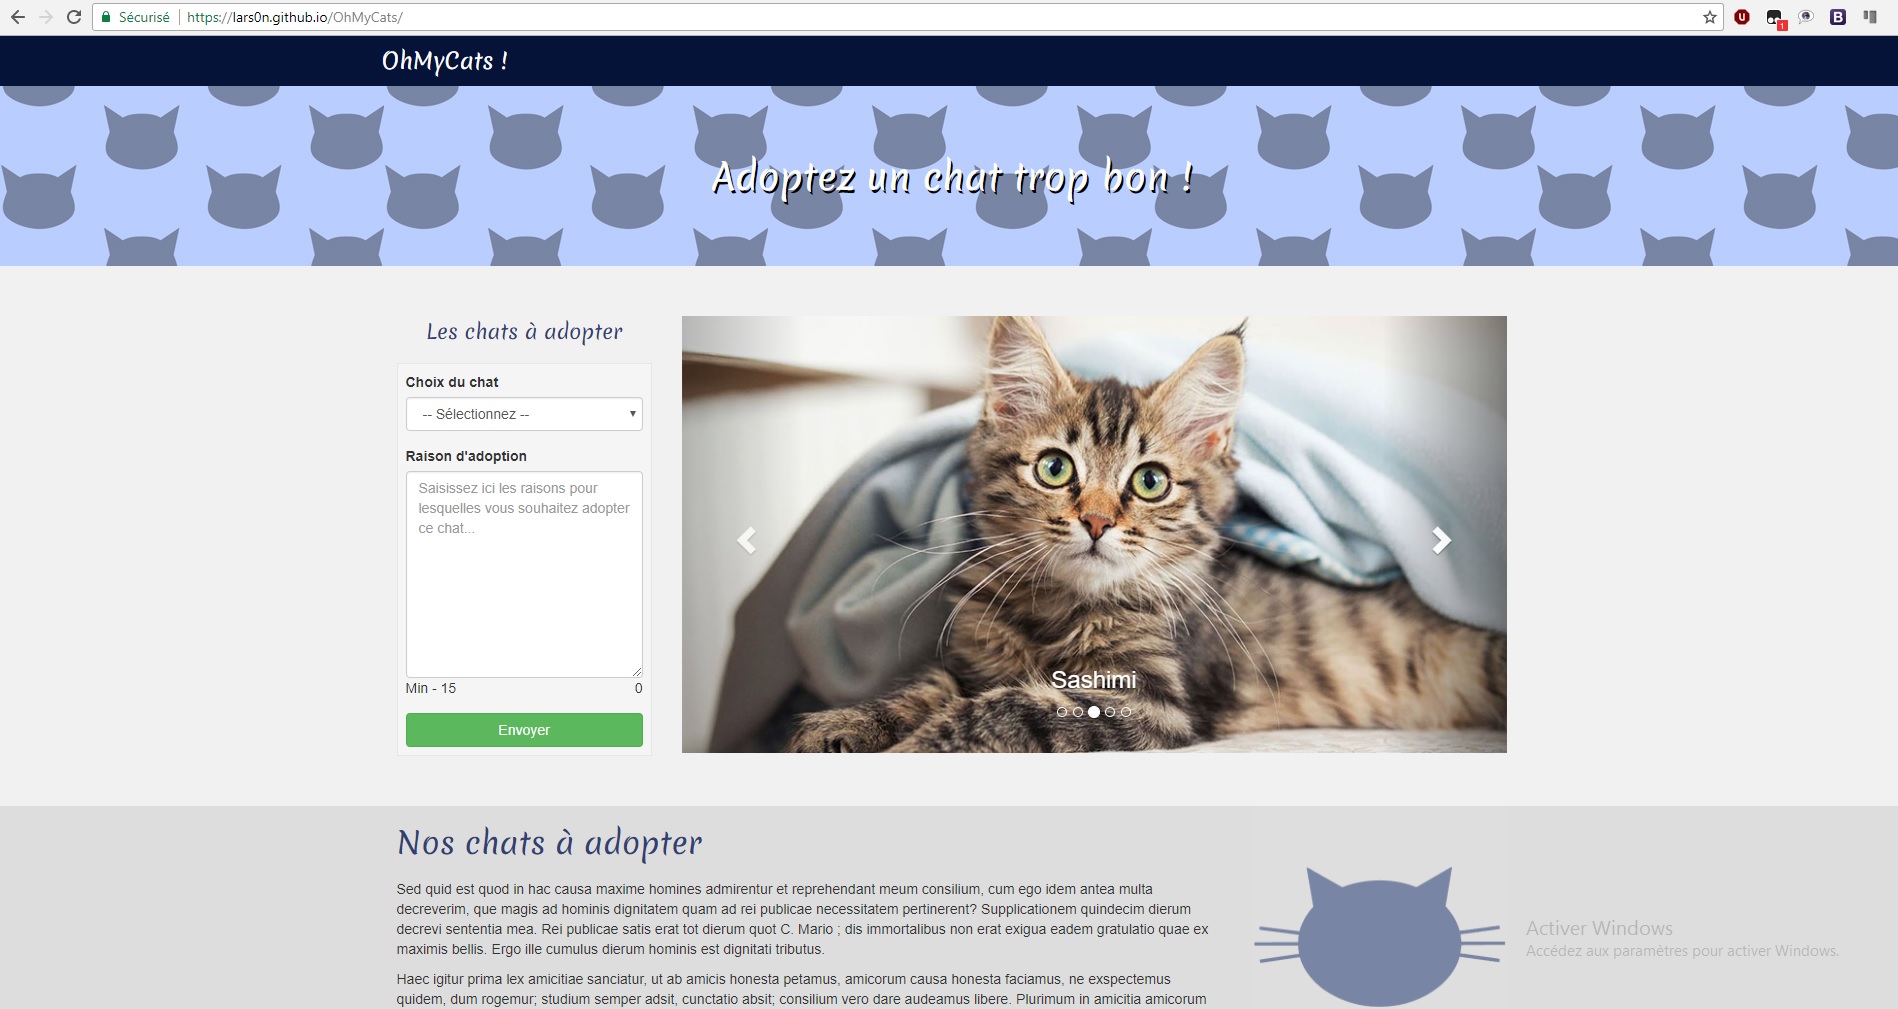 Sécurisé
https://lars0n.github.io/OhMyCats/
1
OhMyCats !
Adoptez un chat trop bon !
Les chats à adopter
Choix du chat
-- Sélectionnez --
Raison d'adoption
Saisissez ici les raisons pour
lesquelles vous souhaitez adopter
ce chat...
Min - 15
0
Envoyer
Sashimi
Nos chats à adopter
Sed quid est quod in hac causa maxime homines admirentur et reprehendant meum consilium, cum ego idem antea multa
decreverim, que magis ad hominis dignitatem quam ad rei publicae necessitatem pertinerent? Supplicationem quindecim dierum
decrevi sententia mea. Rei publicae satis erat tot dierum quot C. Mario ; dis immortalibus non erat exigua eadem gratulatio quae ex
maximis bellis. Ergo ille cumulus dierum hominis est dignitati tributus.
Haec igitur prima lex amicitiae sanciatur, ut ab amicis honesta petamus, amicorum causa honesta faciamus, ne exspectemus
quidem, dum rogemur; studium semper adsit, cunctatio absit; consilium vero dare audeamus libere. Plurimum in amicitia amicorum
Activer Windows
Accédez aux paramètres pour activer Windows.